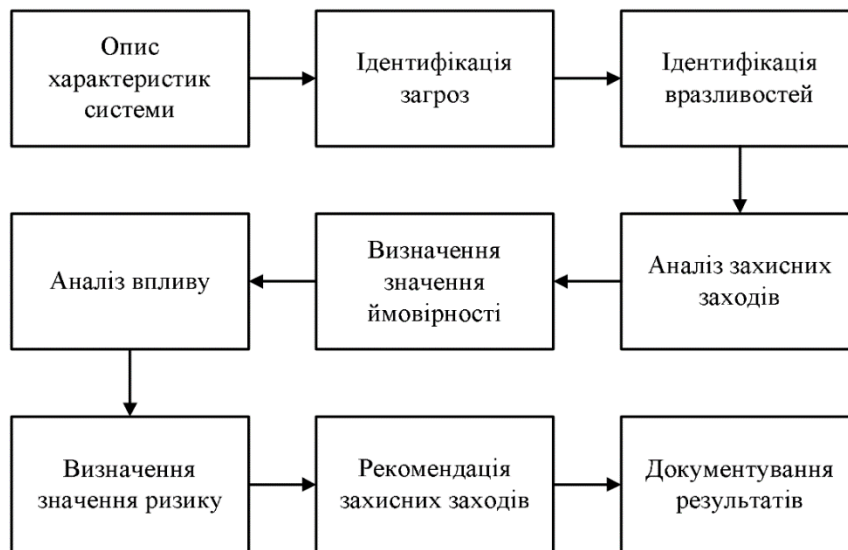 Опис
характеристик
системи
Ідентифікація
загроз
Ідентифікація
вразливостей
Аналіз впливу
Визначення
значення
ймовірності
Аналіз захисних
заходів
Визначення
значення ризику
Рекомендація
захисних заходів
Документування
результатів